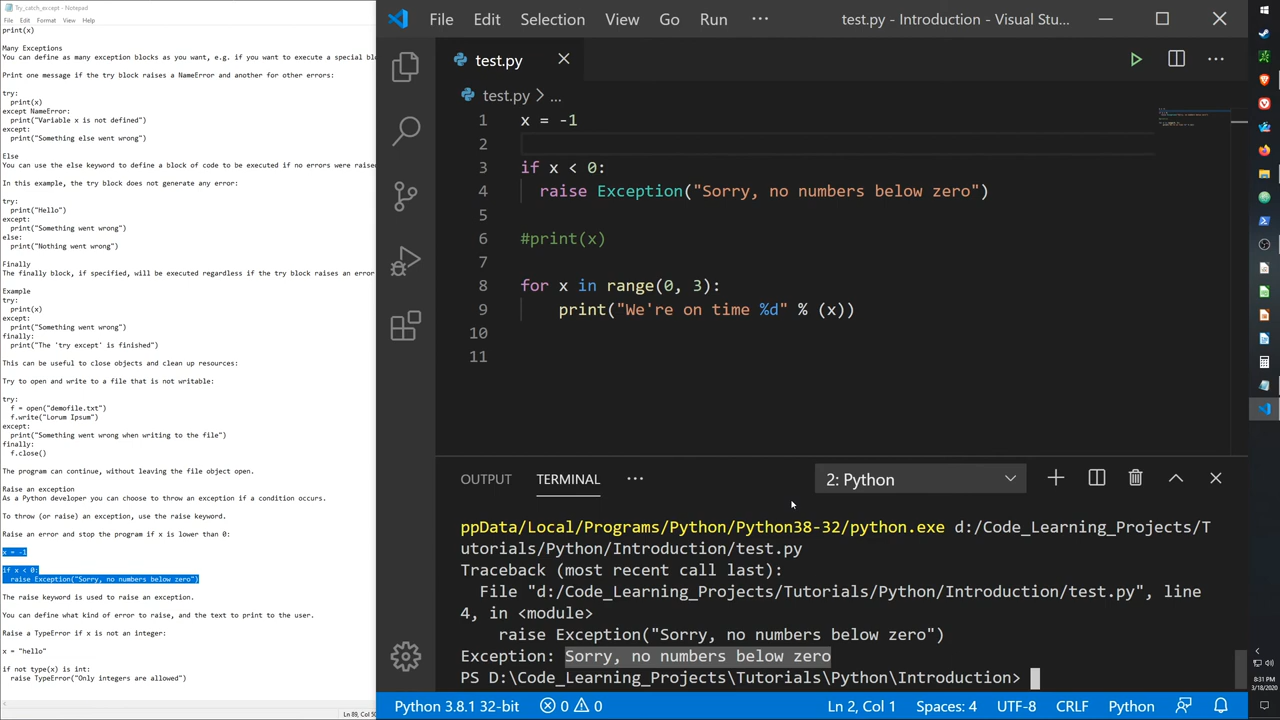 Try_catch_except - Notepad
File Edit Format View Help
print(x)
Many Exceptions
You can define as many exception blocks as you want, e.g. if you want to execute a special
Print one message if the try block raises a NameError and another for other errors:
try:
print(x)
except NameError:
print("Variable x is not defined")
except:
print("Something else went wrong")
Else
You can use the else keyword to define a block of code to be executed if no errors were raised
In this example, the try block does not generate any error:
try:
print("Hello")
except:
print("Something went wrong")
else:
print("Nothing went wrong")
Finally
The finally block, if specified, will be executed regardless if the try block raises an error
Example
try:
print(x)
except:
print("Something went wrong")
finally:
print("The 'try except' is finished")
This can be useful to close objects and clean up resources:
Try to open and write to a file that is not writable:
try:
f = open("demofile.txt")
f.write("Lorum Ipsum")
except:
print("Something went wrong when writing to the file")
finally:
f.close()
The program can continue, without leaving the file object open.
Raise an exception
As a Python developer you can choose to throw an exception if a condition occurs.
To throw (or raise) an exception, use the raise keyword.
Raise an error and stop the program if x is lower than 0:
x = -1
if x < 0:
raise Exception("Sorry, no numbers below zero")
The raise keyword is used to raise an exception.
You can define what kind of error to raise, and the text to print to the user.
Raise a TypeError if x is not an integer:
x = "hello"
if not type(x) is int:
raise TypeError("Only integers are allowed")
Ln 89, Col 50
File Edit Selection View Go Run ··· test.py - Introduction - Visual Stu...
test.py
test.py > ...
1 x = -1
2
3 if x < 0:
4 raise Exception("Sorry, no numbers below zero")
5
6 #print(x)
7
8 for x in range(0, 3):
9 print("We're on time %d" % (x))
10
11
OUTPUT TERMINAL ··· 2: Python
ppData/Local/Programs/Python/Python38-32/python.exe d:/Code_Learning_Projects/T
utorials/Python/Introduction/test.py
raceback (most recent call last):
File "d:/Code_Learning_Projects/Tutorials/Python/Introduction/test.py", line
4, in <module>
raise Exception("Sorry, no numbers below zero")
Exception: Sorry, no numbers below zero
PS D:\Code_Learning_Projects\Tutorials\Python\Introduction>
Python 3.8.1 32-bit 0 0 Ln 2, Col 1 Spaces: 4 UTF-8 CRLF Python
8:31 PM
3/18/2020